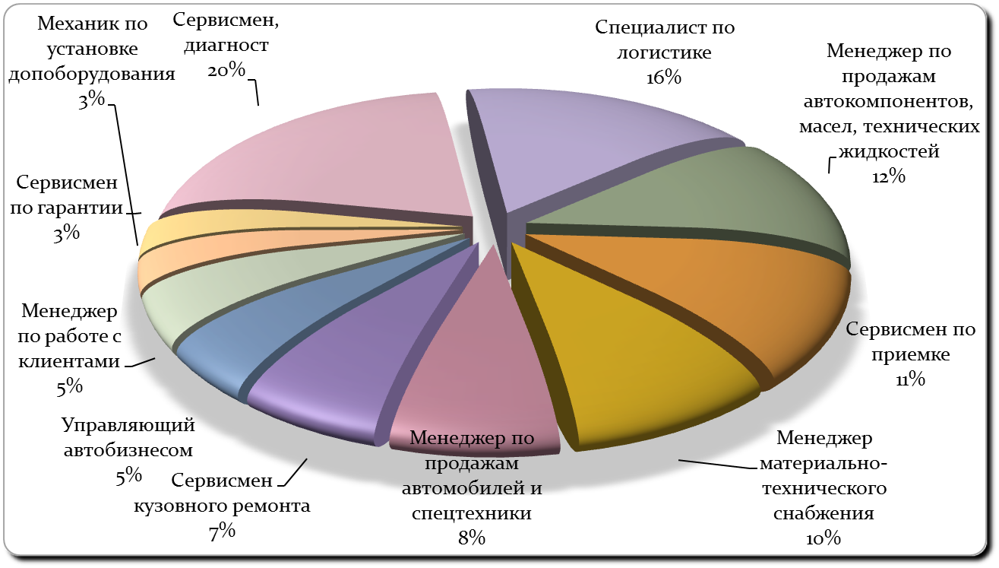 Механик по
установке
допоборудования
3%
Сервисмен,
диагност
20%
Специалист по
логистике
16%
Менеджер по
продажам
автокомпонентов,
масел, технических
жидкостей
12%
Сервисмен
по гарантии
3%
Менеджер
по работе с
клиентами
5%
Сервисмен по
приемке
11%
Управляющий
автобизнесом
5%
Сервисмен
кузовного ремонта
7%
Менеджер по
продажам
автомобилей и
спецтехники
8%
Менеджер
материально-
технического
снабжения
10%